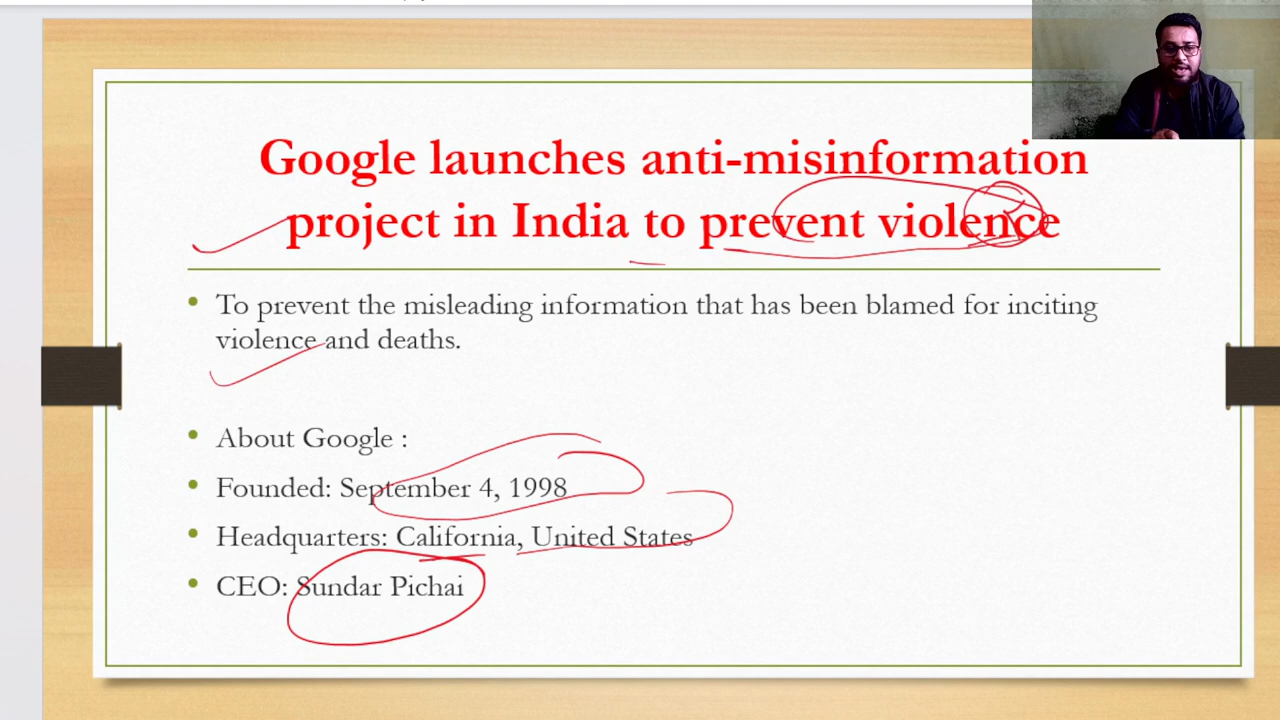 Google launches anti-misinformation
project in India to prevent violence
To prevent the misleading information that has been blamed for inciting
violence and deaths.
About Google :
Founded: September 4, 1998
Headquarters: California, United States
CEO: Sundar Pichai